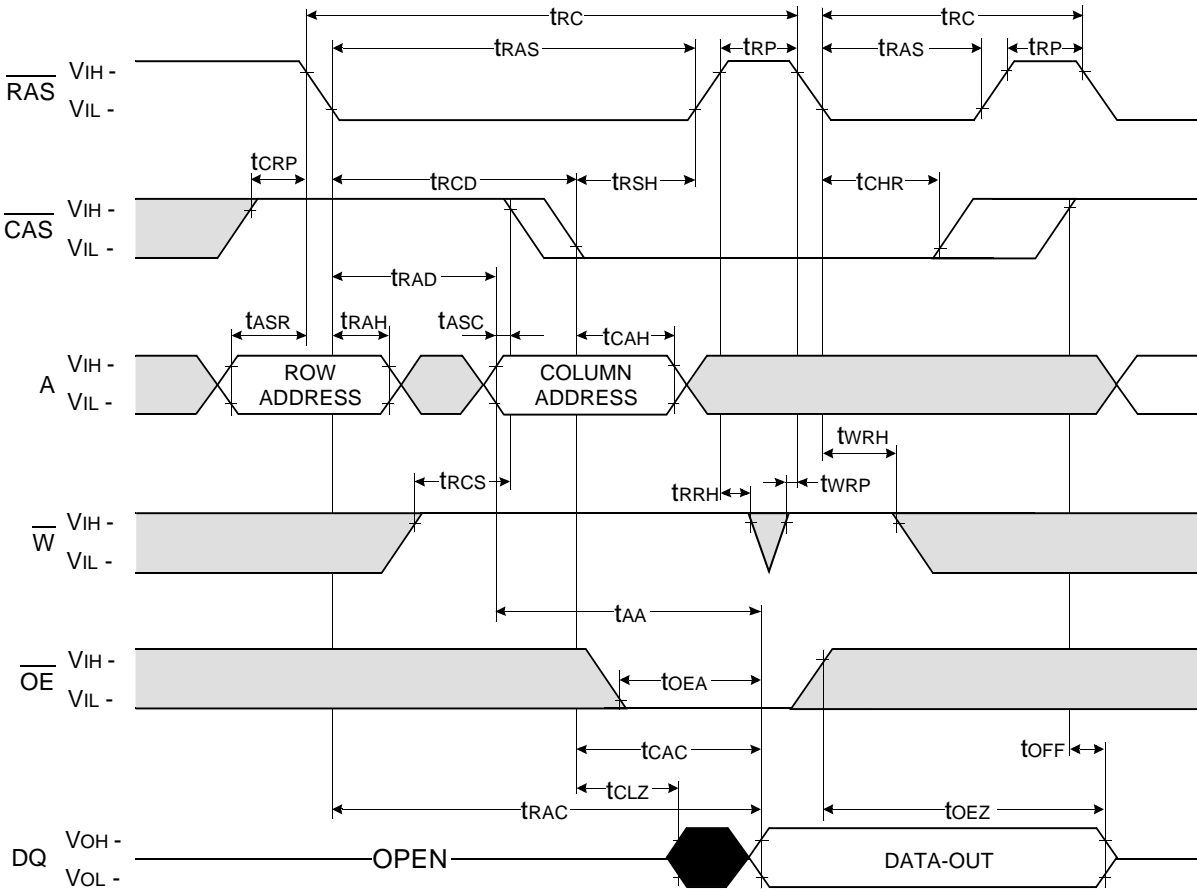 tRC tRC
tRAS tRP tRAS tRP
RAS VIH -
VIL -
tCRP tRCD tRSH tCHR
CAS VIH -
VIL -
tRAD
tASR tRAH tASC tCAH
A VIH -
VIL -
ROW
ADDRESS
COLUMN
ADDRESS
tWRH
tRCS tRRH tWRP
W VIH -
VIL -
tAA
OE VIH -
VIL -
tOEA
tCAC tOFF
tCLZ
tRAC tOEZ
DQ VOH -
VOL -
OPEN DATA-OUT